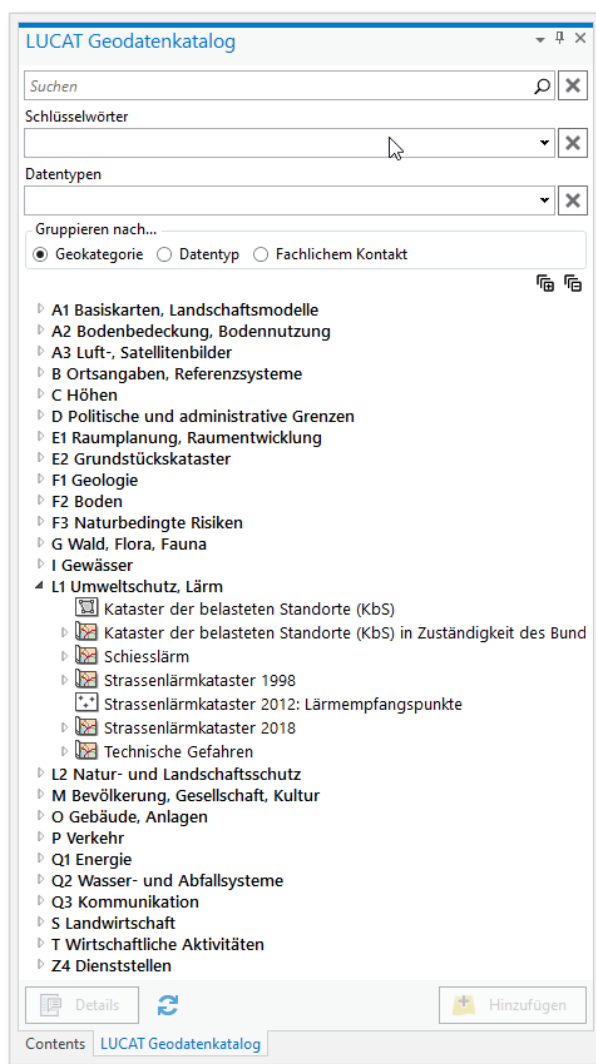 LUCAT Geodatenkatalog
Suchen
Schlüsselwörter
Datentypen
Gruppieren nach...
Geokategorie Datentyp Fachlichem Kontakt
A1 Basiskarten, Landschaftsmodelle
A2 Bodenbedeckung, Bodennutzung
A3 Luft-, Satellitenbilder
B Ortsangaben, Referenzsysteme
C Höhen
D Politische und administrative Grenzen
E1 Raumplanung, Raumentwicklung
E2 Grundstückskataster
F1 Geologie
F2 Boden
F3 Naturbedingte Risiken
G Wald, Flora, Fauna
I Gewässer
L1 Umweltschutz, Lärm
Kataster der belasteten Standorte (KbS)
Kataster der belasteten Standorte (KbS) in Zuständigkeit des Bund
Schiesslärm
Strassenlärmkataster 1998
Strassenlärmkataster 2012: Lärmempfangspunkte
Strassenlärmkataster 2018
Technische Gefahren
L2 Natur- und Landschaftsschutz
M Bevölkerung, Gesellschaft, Kultur
O Gebäude, Anlagen
P Verkehr
Q1 Energie
Q2 Wasser- und Abfallsysteme
Q3 Kommunikation
S Landwirtschaft
T Wirtschaftliche Aktivitäten
Z4 Dienststellen
Details Hinzufügen
Contents LUCAT Geodatenkatalog